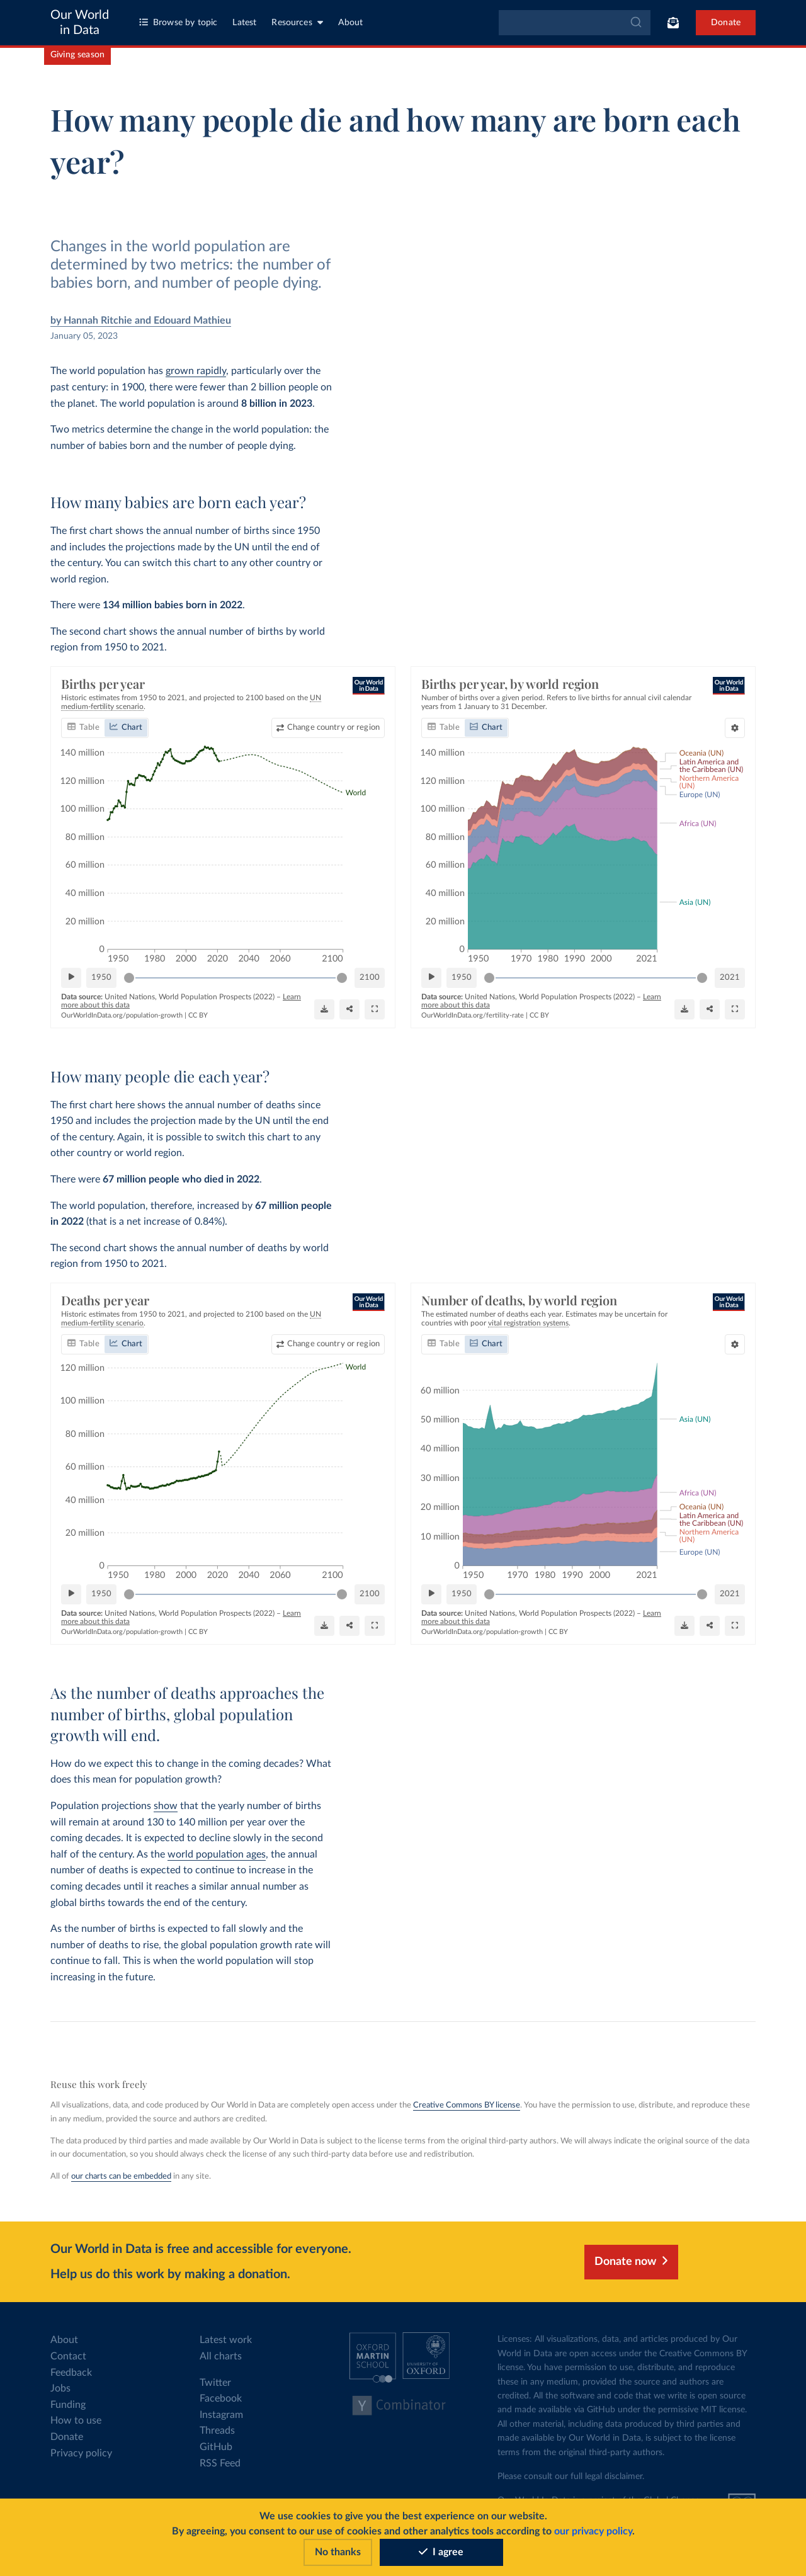 Our World
in Data
Browse by topic
Latest
Resources
About
Donate
Giving season
How many people die and how many are born each
year?
Changes in the world population are
determined by two metrics: the number of
babies born, and number of people dying.
by Hannah Ritchie and Edouard Mathieu
January 05, 2023
The world population has grown rapidly, particularly over the
past century: in 1900, there were fewer than 2 billion people on
the planet. The world population is around 8 billion in 2023.
Two metrics determine the change in the world population: the
number of babies born and the number of people dying.
How many babies are born each year?
The first chart shows the annual number of births since 1950
and includes the projections made by the UN until the end of
the century. You can switch this chart to any other country or
world region.
There were 134 million babies born in 2022.
The second chart shows the annual number of births by world
region from 1950 to 2021.
Births per year
Our World
in Data
Historic estimates from 1950 to 2021, and projected to 2100 based on the UN
medium-fertility scenario.
Table
Chart
Change country or region
140 million
120 million
100 million
80 million
60 million
40 million
20 million
0
World
1950 1980 2000 2020 2040 2060 2100
1950
2100
Data source: United Nations, World Population Prospects (2022) – Learn
more about this data
OurWorldInData.org/population-growth | CC BY
Births per year, by world region
Our World
in Data
Number of births over a given period. Refers to live births for annual civil calendar
years from 1 January to 31 December.
Table
Chart
140 million
120 million
100 million
80 million
60 million
40 million
20 million
0
Oceania (UN)
Latin America and
the Caribbean (UN)
Northern America
(UN)
Europe (UN)
Africa (UN)
Asia (UN)
1950 1970 1980 1990 2000 2021
1950
2021
Data source: United Nations, World Population Prospects (2022) – Learn
more about this data
OurWorldInData.org/fertility-rate | CC BY
How many people die each year?
The first chart here shows the annual number of deaths since
1950 and includes the projection made by the UN until the end
of the century. Again, it is possible to switch this chart to any
other country or world region.
There were 67 million people who died in 2022.
The world population, therefore, increased by 67 million people
in 2022 (that is a net increase of 0.84%).
The second chart shows the annual number of deaths by world
region from 1950 to 2021.
Deaths per year
Our World
in Data
Historic estimates from 1950 to 2021, and projected to 2100 based on the UN
medium-fertility scenario.
Table
Chart
Change country or region
120 million
100 million
80 million
60 million
40 million
20 million
0
World
1950 1980 2000 2020 2040 2060 2100
1950
2100
Data source: United Nations, World Population Prospects (2022) – Learn
more about this data
OurWorldInData.org/population-growth | CC BY
Number of deaths, by world region
Our World
in Data
The estimated number of deaths each year. Estimates may be uncertain for
countries with poor vital registration systems.
Table
Chart
60 million
50 million
40 million
30 million
20 million
10 million
0
Asia (UN)
Africa (UN)
Oceania (UN)
Latin America and
the Caribbean (UN)
Northern America
(UN)
Europe (UN)
1950 1970 1980 1990 2000 2021
1950
2021
Data source: United Nations, World Population Prospects (2022) – Learn
more about this data
OurWorldInData.org/population-growth | CC BY
As the number of deaths approaches the
number of births, global population
growth will end.
How do we expect this to change in the coming decades? What
does this mean for population growth?
Population projections show that the yearly number of births
will remain at around 130 to 140 million per year over the
coming decades. It is expected to decline slowly in the second
half of the century. As the world population ages, the annual
number of deaths is expected to continue to increase in the
coming decades until it reaches a similar annual number as
global births towards the end of the century.
As the number of births is expected to fall slowly and the
number of deaths to rise, the global population growth rate will
continue to fall. This is when the world population will stop
increasing in the future.
Reuse this work freely
All visualizations, data, and code produced by Our World in Data are completely open access under the Creative Commons BY license. You have the permission to use, distribute, and reproduce these
in any medium, provided the source and authors are credited.
The data produced by third parties and made available by Our World in Data is subject to the license terms from the original third-party authors. We will always indicate the original source of the data
in our documentation, so you should always check the license of any such third-party data before use and redistribution.
All of our charts can be embedded in any site.
Our World in Data is free and accessible for everyone.
Help us do this work by making a donation.
Donate now
About
Contact
Feedback
Jobs
Funding
How to use
Donate
Privacy policy
Latest work
All charts
Twitter
Facebook
Instagram
Threads
GitHub
RSS Feed
OXFORD
MARTIN
SCHOOL
UNIVERSITY OF
OXFORD
Y Combinator
Licenses: All visualizations, data, and articles produced by Our
World in Data are open access under the Creative Commons BY
license. You have permission to use, distribute, and reproduce
these in any medium, provided the source and authors are
credited. All the software and code that we write is open source
and made available via GitHub under the permissive MIT license.
All other material, including data produced by third parties and
made available by Our World in Data, is subject to the license
terms from the original third-party authors.
Please consult our full legal disclaimer.
We use cookies to give you the best experience on our website.
By agreeing, you consent to our use of cookies and other analytics tools according to our privacy policy.
No thanks
I agree